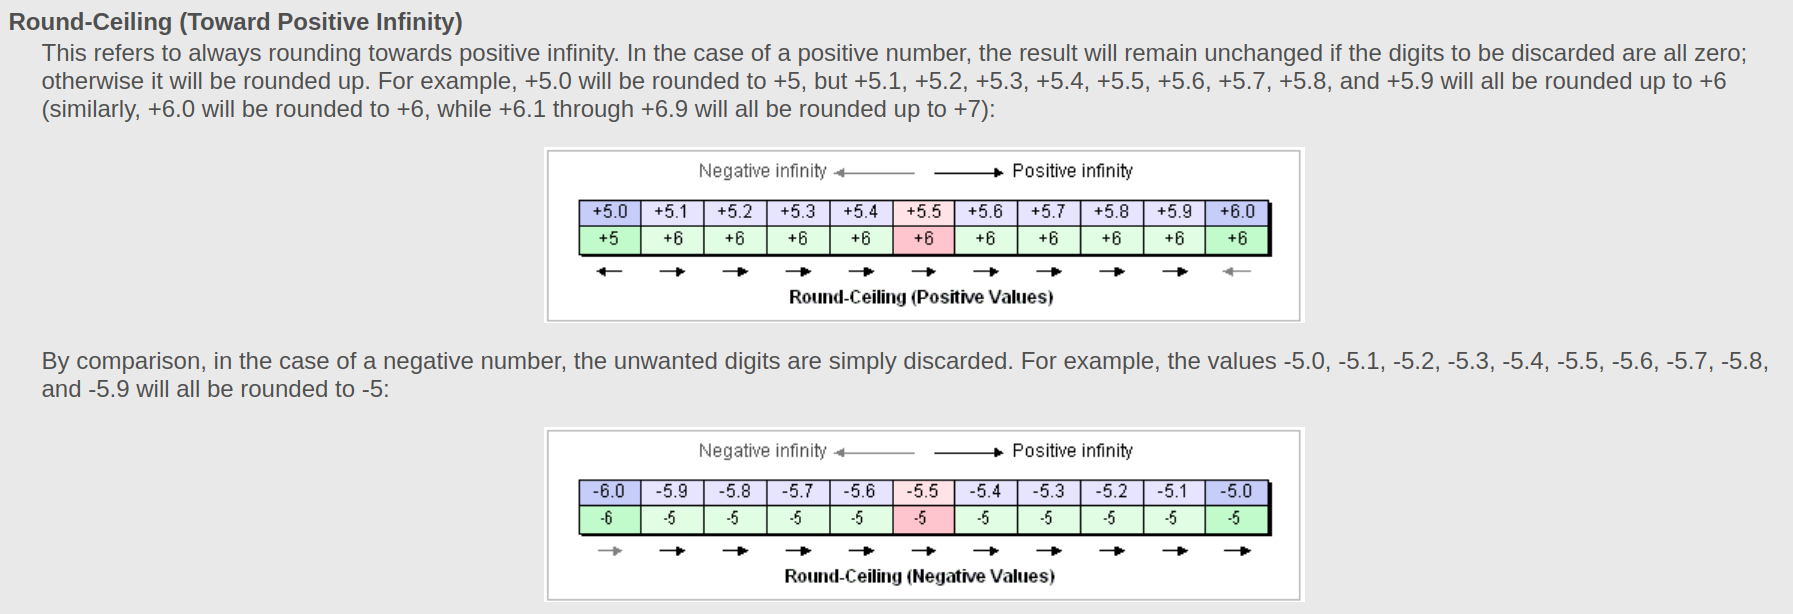 Round-Ceiling (Toward Positive Infinity)
This refers to always rounding towards positive infinity. In the case of a positive number, the result will remain unchanged if the digits to be discarded are all zero;
otherwise it will be rounded up. For example, +5.0 will be rounded to +5, but +5.1, +5.2, +5.3, +5.4, +5.5, +5.6, +5.7, +5.8, and +5.9 will all be rounded up to +6
(similarly, +6.0 will be rounded to +6, while +6.1 through +6.9 will all be rounded up to +7):
Negative infinity Positive infinity
+5.0 +5.1 +5.2 +5.3 +5.4 +5.5 +5.6 +5.7 +5.8 +5.9 +6.0
+5 +6 +6 +6 +6 +6 +6 +6 +6 +6 +6
Round-Ceiling (Positive Values)
By comparison, in the case of a negative number, the unwanted digits are simply discarded. For example, the values -5.0, -5.1, -5.2, -5.3, -5.4, -5.5, -5.6, -5.7, -5.8,
and -5.9 will all be rounded to -5:
Negative infinity Positive infinity
-6.0 -5.9 -5.8 -5.7 -5.6 -5.5 -5.4 -5.3 -5.2 -5.1 -5.0
-6 -5 -5 -5 -5 -5 -5 -5 -5 -5 -5
Round-Ceiling (Negative Values)